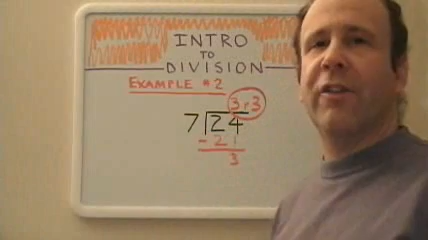 INTRO
TO
DIVISION
EXAMPLE #2
3r3
7)24
-21
3